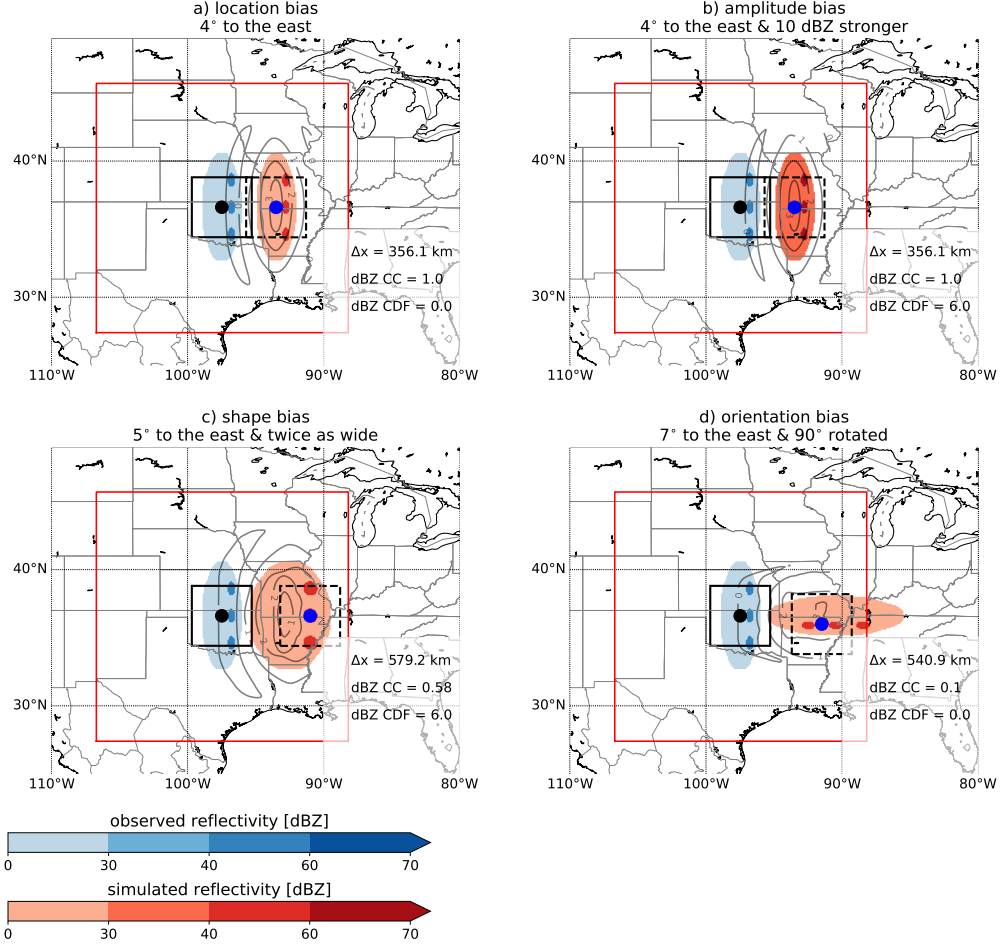 a) location bias
4° to the east
b) amplitude bias
4° to the east & 10 dBZ stronger
40°N
30°N
Δx = 356.1 km
dBZ CC = 1.0
dBZ CDF = 0.0
110°W 100°W 90°W 80°W
40°N
30°N
Δx = 356.1 km
dBZ CC = 1.0
dBZ CDF = 6.0
110°W 100°W 90°W 80°W
c) shape bias
5° to the east & twice as wide
d) orientation bias
7° to the east & 90° rotated
40°N
30°N
Δx = 579.2 km
dBZ CC = 0.58
dBZ CDF = 6.0
110°W 100°W 90°W 80°W
40°N
30°N
Δx = 540.9 km
dBZ CC = 0.1
dBZ CDF = 0.0
110°W 100°W 90°W 80°W
observed reflectivity [dBZ]
0 30 40 60 70
simulated reflectivity [dBZ]
0 30 40 60 70